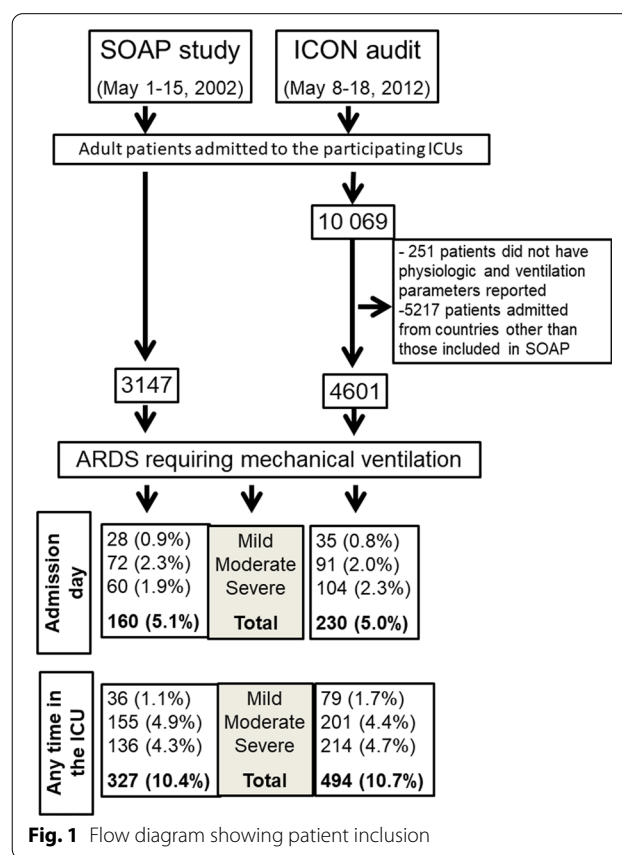 SOAP study
(May 1-15, 2002)
ICON audit
(May 8-18, 2012)
Adult patients admitted to the participating ICUs
10 069
- 251 patients did not have
physiologic and ventilation
parameters reported
-5217 patients admitted
from countries other than
those included in SOAP
3147
4601
ARDS requiring mechanical ventilation
Admission
day
28 (0.9%) Mild 35 (0.8%)
72 (2.3%) Moderate 91 (2.0%)
60 (1.9%) Severe 104 (2.3%)
160 (5.1%) Total 230 (5.0%)
Any time in
the ICU
36 (1.1%) Mild 79 (1.7%)
155 (4.9%) Moderate 201 (4.4%)
136 (4.3%) Severe 214 (4.7%)
327 (10.4%) Total 494 (10.7%)
Fig. 1 Flow diagram showing patient inclusion